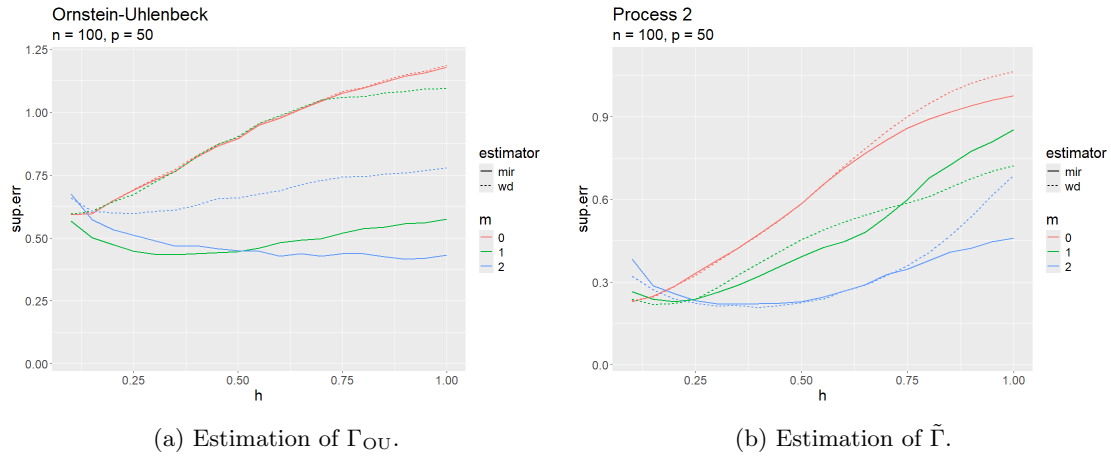 Ornstein-Uhlenbeck
n = 100, p = 50
1.25
1.00
0.75
0.50
0.25
0.00
sup.err
0.25
0.50
0.75
1.00
h
estimator
mir
wd
m
0
1
2
(a) Estimation of Γ_OU.
Process 2
n = 100, p = 50
0.9
0.6
0.3
0.0
sup.err
0.25
0.50
0.75
1.00
h
estimator
mir
wd
m
0
1
2
(b) Estimation of Γ̃.